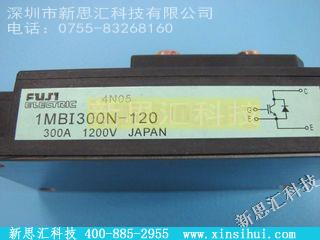 深圳市新思汇科技有限公司
电话：0755-83268160
FUJI
ELECTRIC
4N05
1MBI300N-120
300A 1200V JAPAN
C
G
E
E
新思汇科技
新思汇科技 400-885-2955 www.xinsihui.com